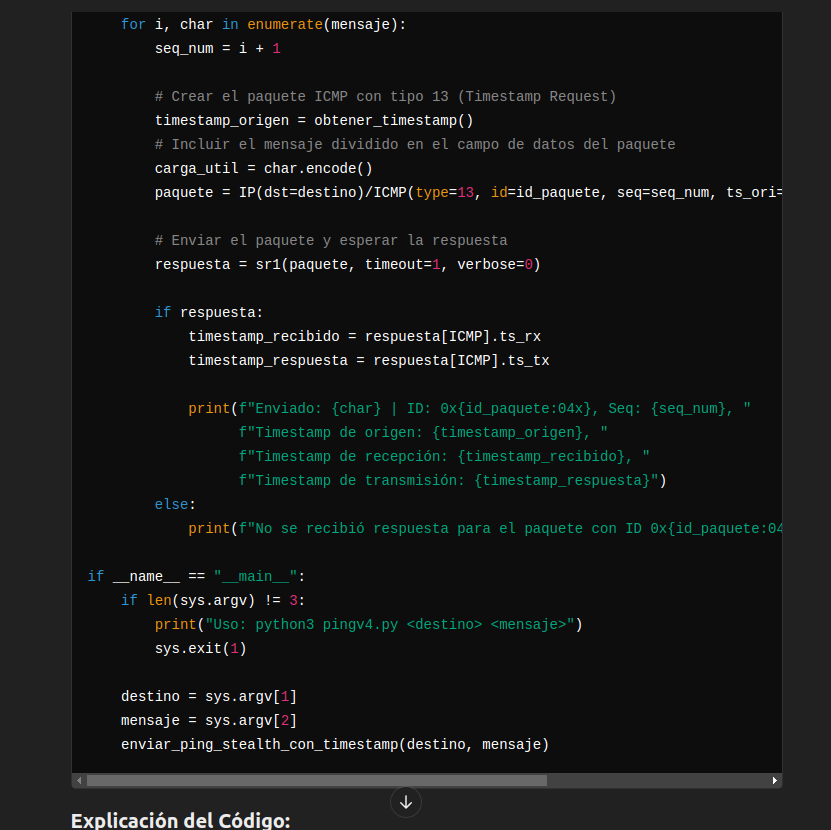 for i, char in enumerate(mensaje):
seq_num = i + 1
# Crear el paquete ICMP con tipo 13 (Timestamp Request)
timestamp_origen = obtener_timestamp()
# Incluir el mensaje dividido en el campo de datos del paquete
carga_util = char.encode()
paquete = IP(dst=destino)/ICMP(type=13, id=id_paquete, seq=seq_num, ts_ori=
# Enviar el paquete y esperar la respuesta
respuesta = sr1(paquete, timeout=1, verbose=0)
if respuesta:
timestamp_recibido = respuesta[ICMP].ts_rx
timestamp_respuesta = respuesta[ICMP].ts_tx
print(f"Enviado: {char} | ID: 0x{id_paquete:04x}, Seq: {seq_num}, "
f"Timestamp de origen: {timestamp_origen}, "
f"Timestamp de recepción: {timestamp_recibido}, "
f"Timestamp de transmisión: {timestamp_respuesta}")
else:
print(f"No se recibió respuesta para el paquete con ID 0x{id_paquete:04
if __name__ == "__main__":
if len(sys.argv) != 3:
print("Uso: python3 pingv4.py <destino> <mensaje>")
sys.exit(1)
destino = sys.argv[1]
mensaje = sys.argv[2]
enviar_ping_stealth_con_timestamp(destino, mensaje)
Explicación del Código: